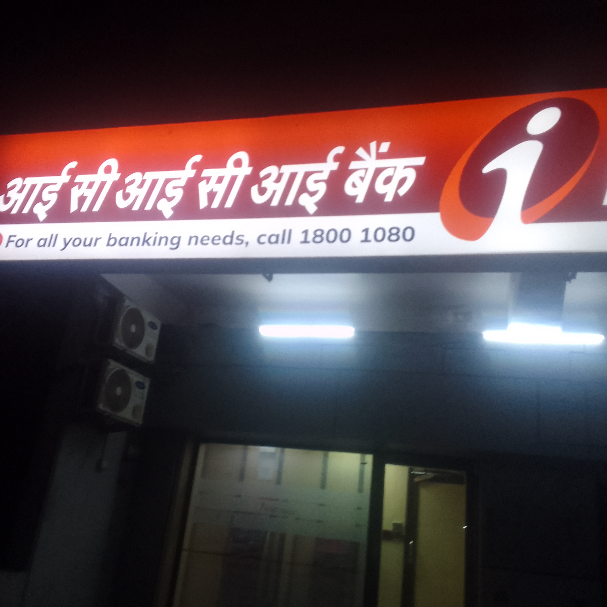 आई सी आई सी आई बैंक
For all your banking needs, call 1800 1080